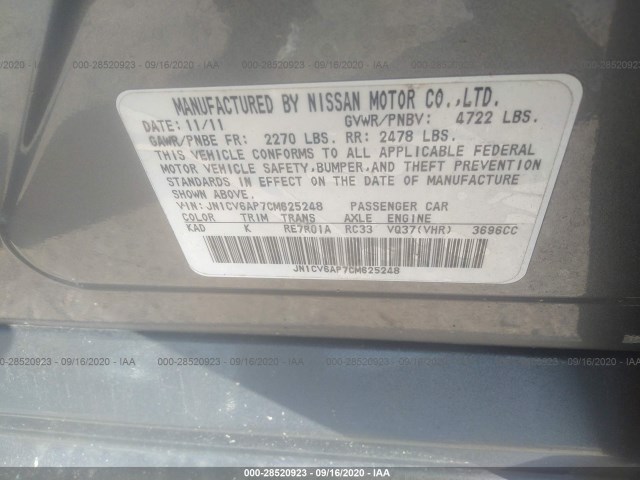 000-28520923 - 09/16/2020 - IAA
MANUFACTURED BY NISSAN MOTOR CO.,LTD.
DATE: 11/11 GVWR/PNBV: 4722 LBS.
GAWR/PNBE FR: 2270 LBS. RR: 2478 LBS.
THIS VEHICLE CONFORMS TO ALL APPLICABLE FEDERAL
MOTOR VEHICLE SAFETY,BUMPER,AND THEFT PREVENTION
STANDARDS IN EFFECT ON THE DATE OF MANUFACTURE
SHOWN ABOVE.
VIN: JN1CV6AP7CM625248 PASSENGER CAR
COLOR TRIM TRANS AXLE ENGINE
KAD K RE7R01A RC33 VQ37(VHR) 3696CC
JN1CV6AP7CM625248
000-28520923 - 09/16/2020 - IAA
000-28520923 - 09/16/2020 - IAA